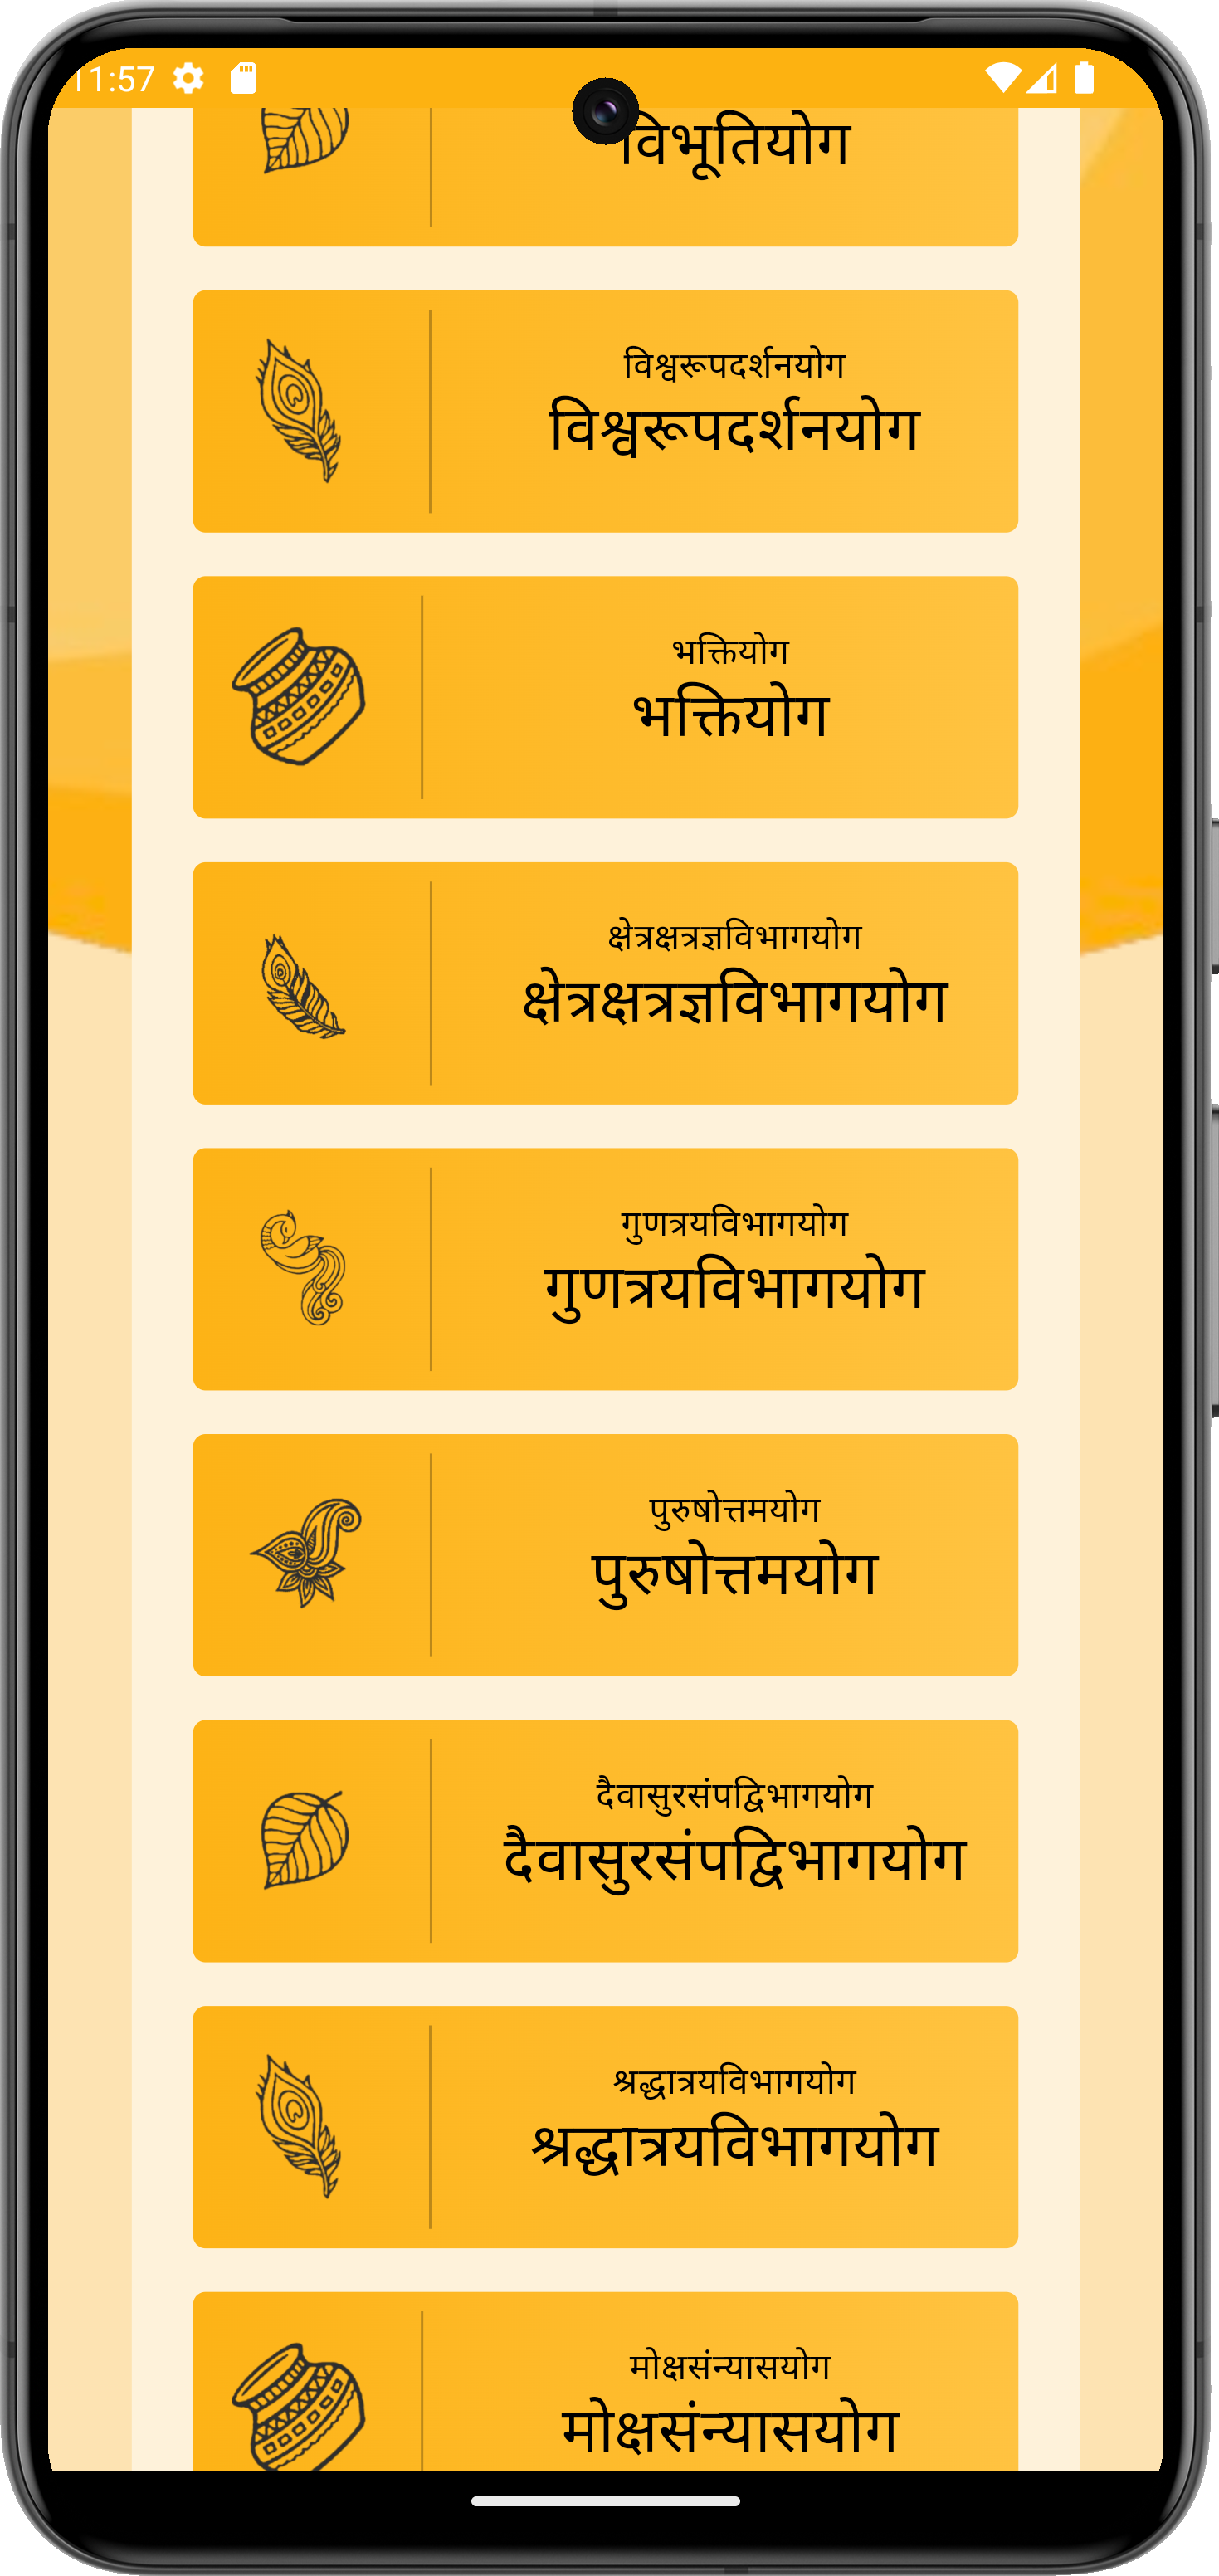 11:57
विभूतियोग
विश्वरूपदर्शनयोग
विश्वरूपदर्शनयोग
भक्तियोग
भक्तियोग
क्षेत्रक्षत्रज्ञविभागयोग
क्षेत्रक्षत्रज्ञविभागयोग
गुणत्रयविभागयोग
गुणत्रयविभागयोग
पुरुषोत्तमयोग
पुरुषोत्तमयोग
दैवासुरसंपद्विभागयोग
दैवासुरसंपद्विभागयोग
श्रद्धात्रयविभागयोग
श्रद्धात्रयविभागयोग
मोक्षसंन्यासयोग
मोक्षसंन्यासयोग